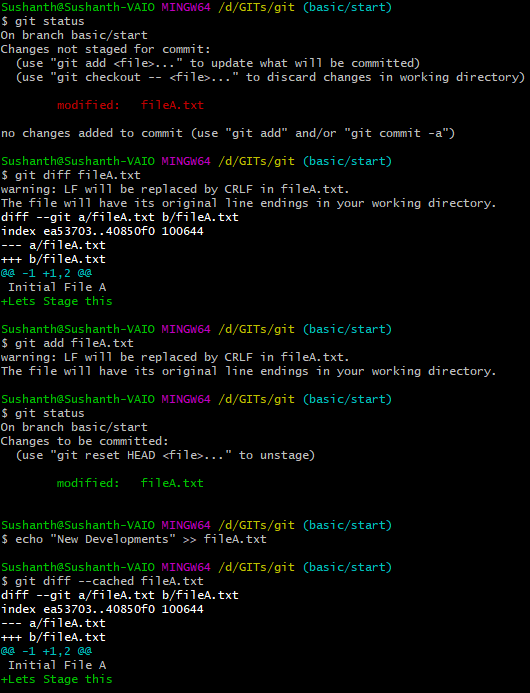 Sushanth@Sushanth-VAIO MINGW64 /d/GITs/git (basic/start)
$ git status
On branch basic/start
Changes not staged for commit:
  (use "git add <file>..." to update what will be committed)
  (use "git checkout -- <file>..." to discard changes in working directory)
        modified:   fileA.txt
no changes added to commit (use "git add" and/or "git commit -a")
Sushanth@Sushanth-VAIO MINGW64 /d/GITs/git (basic/start)
$ git diff fileA.txt
warning: LF will be replaced by CRLF in fileA.txt.
The file will have its original line endings in your working directory.
diff --git a/fileA.txt b/fileA.txt
index ea53703..40850f0 100644
--- a/fileA.txt
+++ b/fileA.txt
@@ -1 +1,2 @@
 Initial File A
+Lets Stage this
Sushanth@Sushanth-VAIO MINGW64 /d/GITs/git (basic/start)
$ git add fileA.txt
warning: LF will be replaced by CRLF in fileA.txt.
The file will have its original line endings in your working directory.
Sushanth@Sushanth-VAIO MINGW64 /d/GITs/git (basic/start)
$ git status
On branch basic/start
Changes to be committed:
  (use "git reset HEAD <file>..." to unstage)
        modified:   fileA.txt
Sushanth@Sushanth-VAIO MINGW64 /d/GITs/git (basic/start)
$ echo "New Developments" >> fileA.txt
Sushanth@Sushanth-VAIO MINGW64 /d/GITs/git (basic/start)
$ git diff --cached fileA.txt
diff --git a/fileA.txt b/fileA.txt
index ea53703..40850f0 100644
--- a/fileA.txt
+++ b/fileA.txt
@@ -1 +1,2 @@
 Initial File A
+Lets Stage this